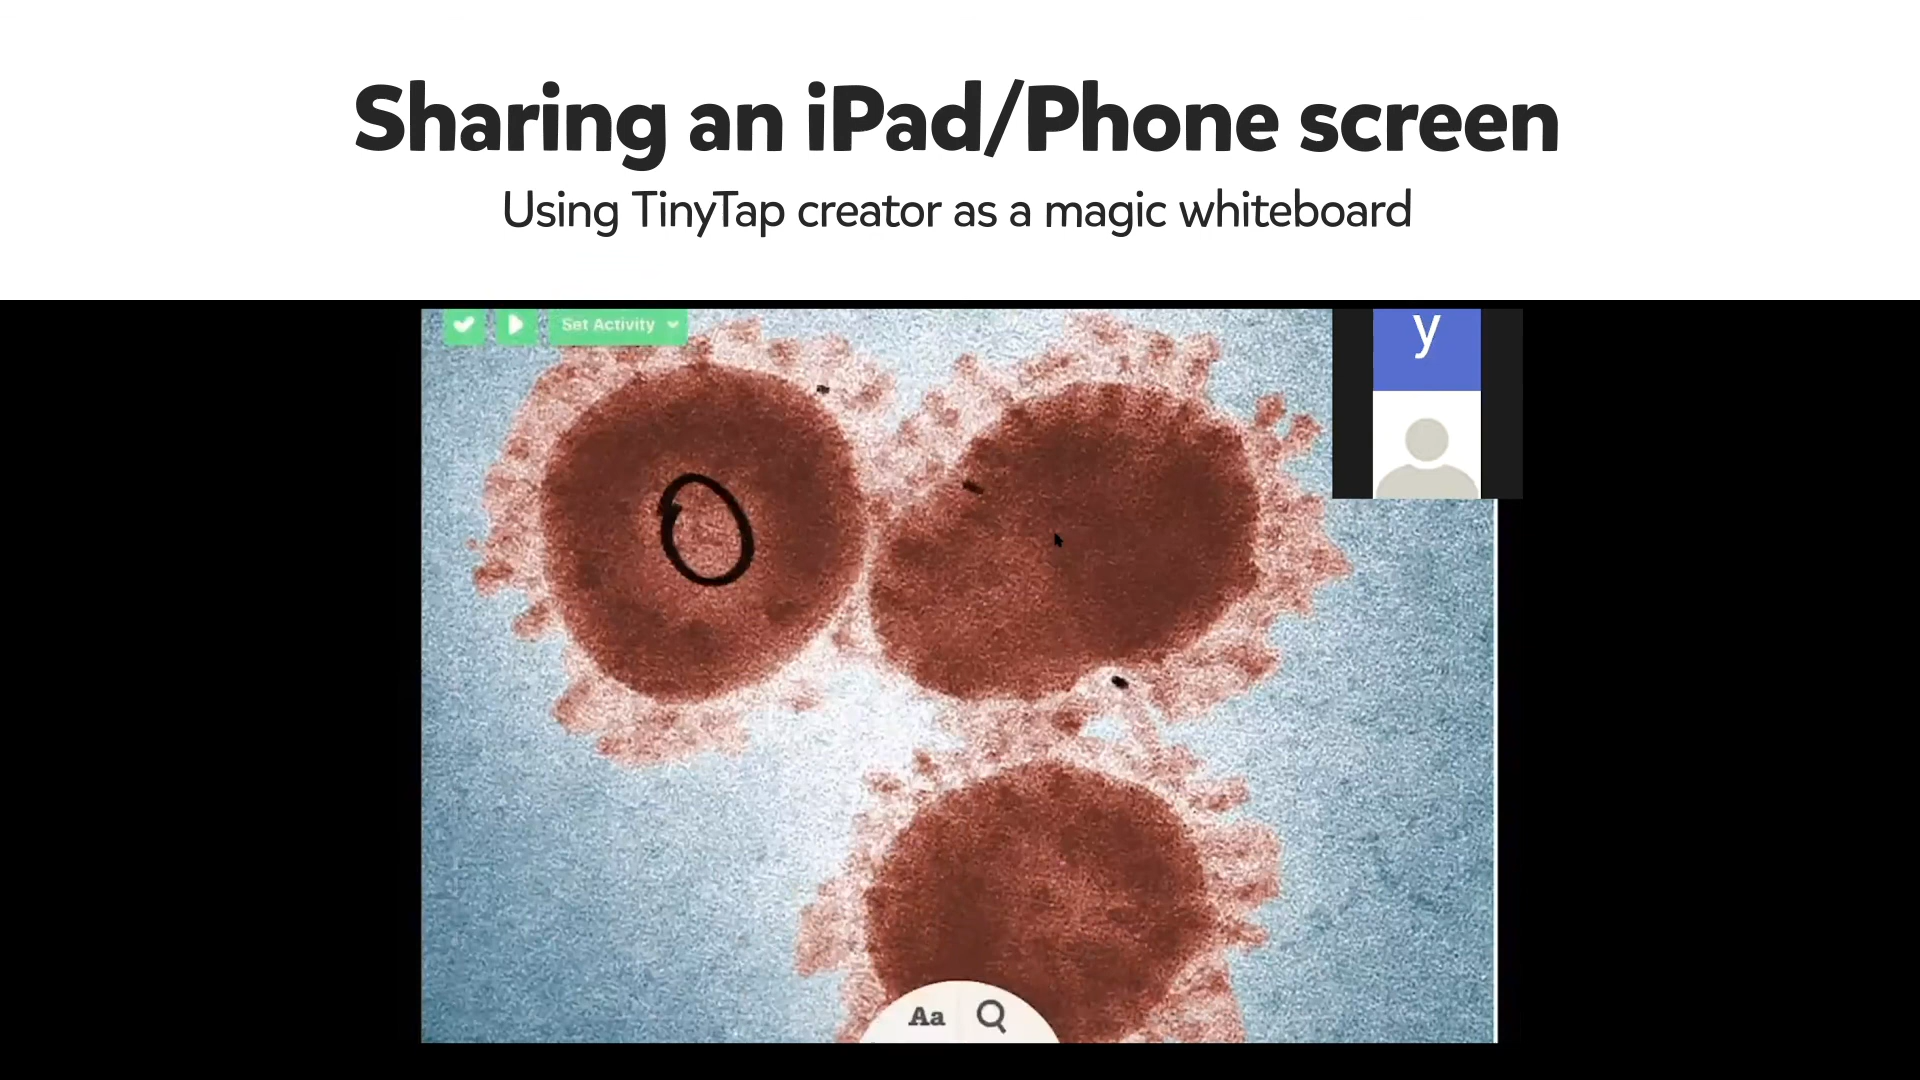 Sharing an iPad/Phone screen
Using TinyTap creator as a magic whiteboard
Set Activity
y
Aa